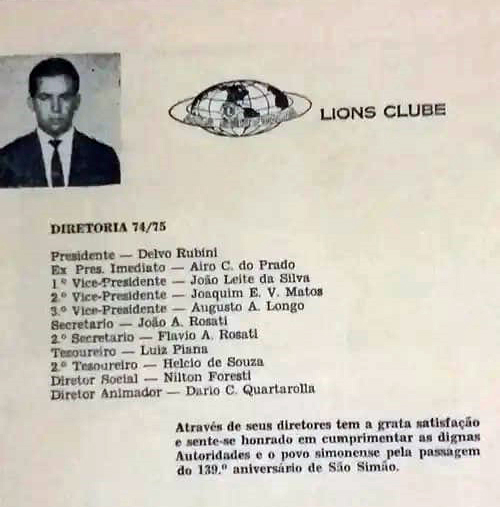 LIONS CLUBE
DIRETORIA 74/75
Presidente — Delvo Rubini
Ex Pres. Imediato — Airo C. do Prado
1.º Vice-Presidente — João Leite da Silva
2.º Vice-Presidente — Joaquim E. V. Matos
3.º Vice-Presidente — Augusto A. Longo
Secretario — João A. Rosati
2.º Secretario — Flavio A. Rosati
Tesoureiro — Luiz Piana
2.º Tesoureiro — Helcio de Souza
Diretor Social — Nilton Foresti
Diretor Animador — Dario C. Quartarolla
Através de seus diretores tem a grata satisfação
e sente-se honrado em cumprimentar as dignas
Autoridades e o povo simonense pela passagem
do 139.º aniversário de São Simão.